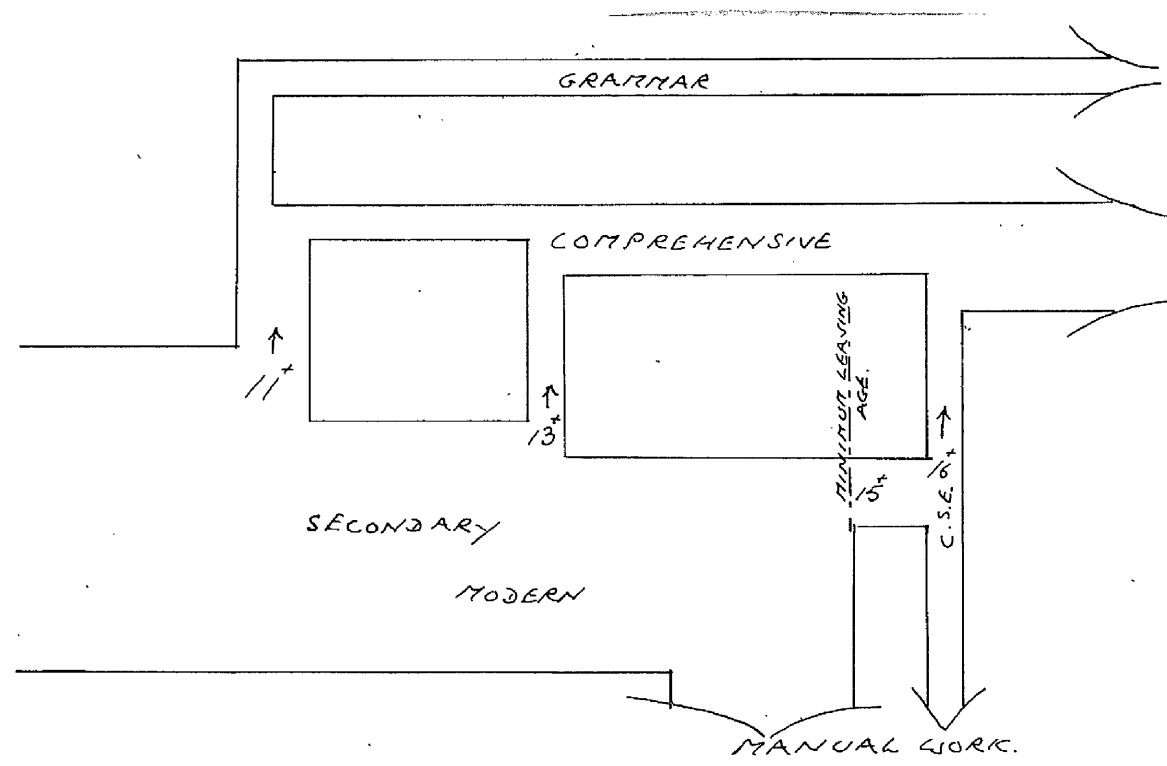 GRAMMAR
COMPREHENSIVE
11+
13+
MINIMUM LEAVING
AGE.
15+
16+
C.S.E.
SECONDARY
MODERN
MANUAL WORK.